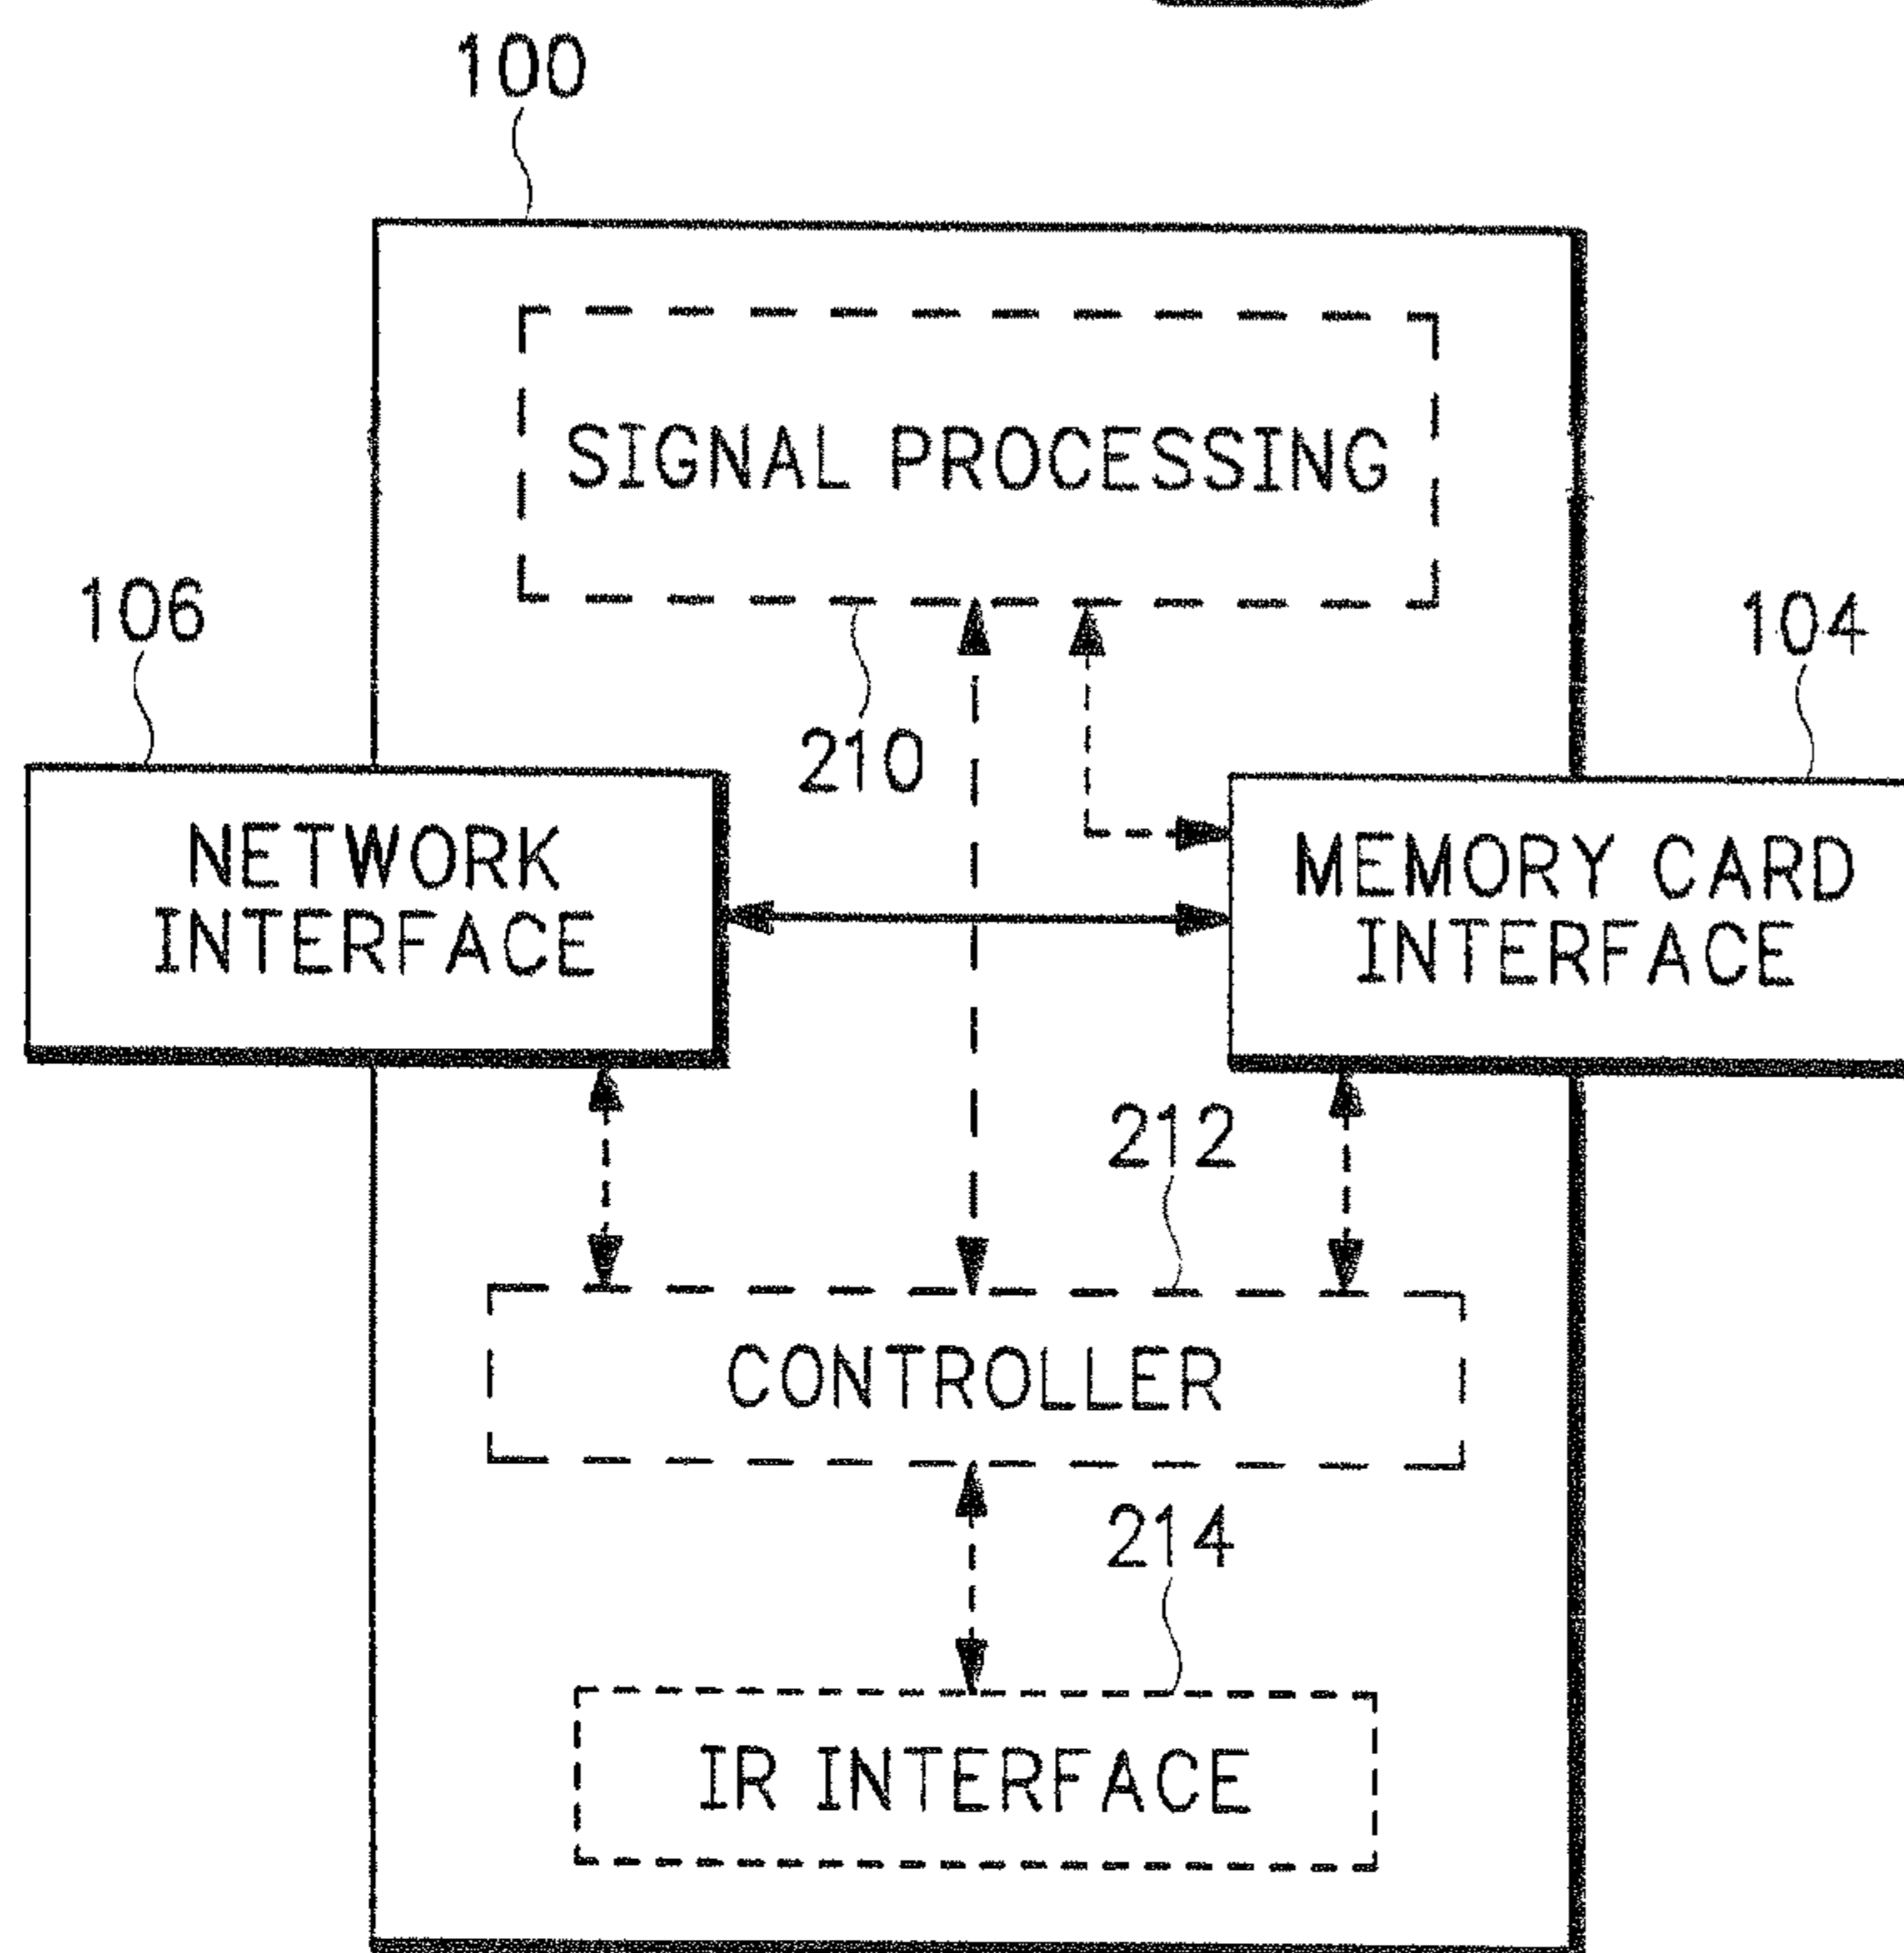 100
SIGNAL PROCESSING
106
104
210
NETWORK
INTERFACE
MEMORY CARD
INTERFACE
212
CONTROLLER
214
IR INTERFACE